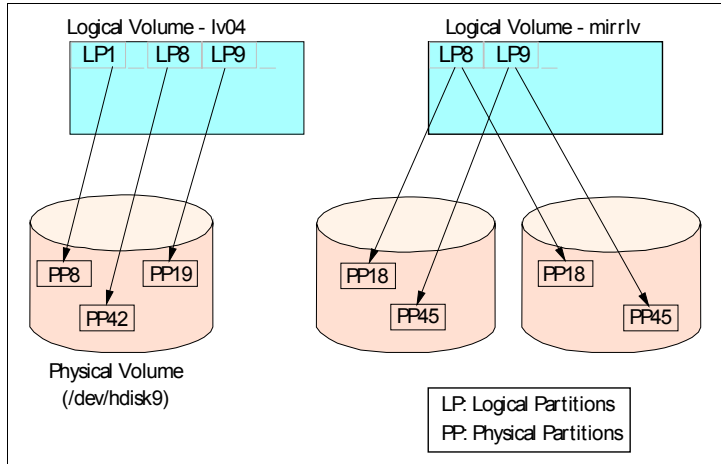 Logical Volume - lv04
LP1 LP8 LP9
PP8 PP19
PP42
Physical Volume
(/dev/hdisk9)
Logical Volume - mirrlv
LP8 LP9
PP18
PP45
PP18
PP45
LP: Logical Partitions
PP: Physical Partitions